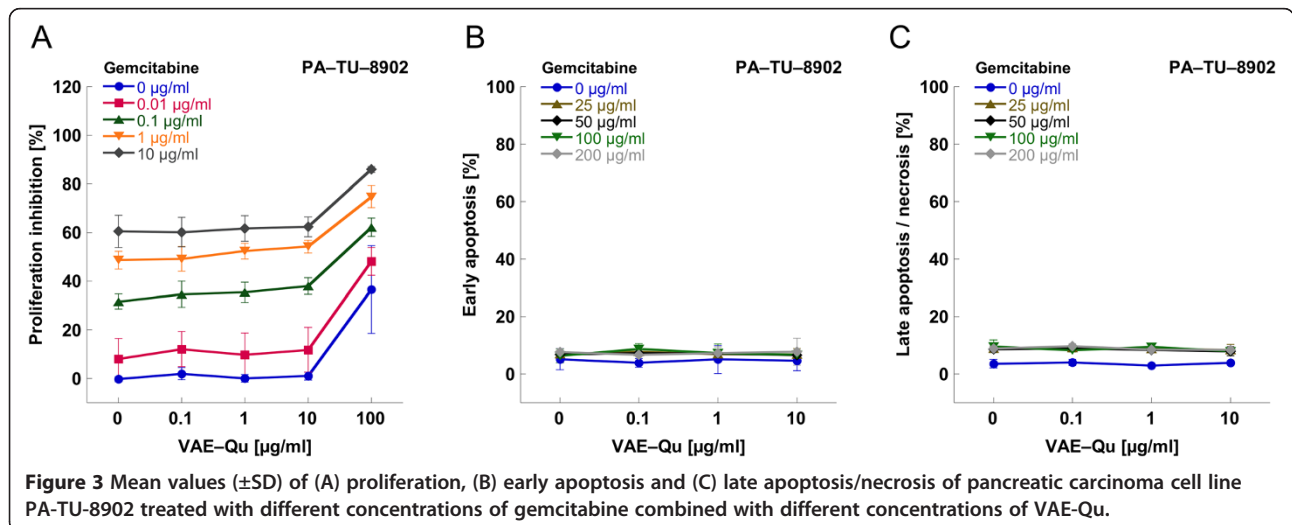 A
Gemcitabine PA–TU–8902
0 µg/ml
0.01 µg/ml
0.1 µg/ml
1 µg/ml
10 µg/ml
Proliferation inhibition [%]
120
100
80
60
40
20
0
0 0.1 1 10 100
VAE–Qu [µg/ml]
B
Gemcitabine PA–TU–8902
0 µg/ml
25 µg/ml
50 µg/ml
100 µg/ml
200 µg/ml
Early apoptosis [%]
100
80
60
40
20
0
0 0.1 1 10
VAE–Qu [µg/ml]
C
Gemcitabine PA–TU–8902
0 µg/ml
25 µg/ml
50 µg/ml
100 µg/ml
200 µg/ml
Late apoptosis / necrosis [%]
100
80
60
40
20
0
0 0.1 1 10
VAE–Qu [µg/ml]
Figure 3 Mean values (±SD) of (A) proliferation, (B) early apoptosis and (C) late apoptosis/necrosis of pancreatic carcinoma cell line
PA-TU-8902 treated with different concentrations of gemcitabine combined with different concentrations of VAE-Qu.